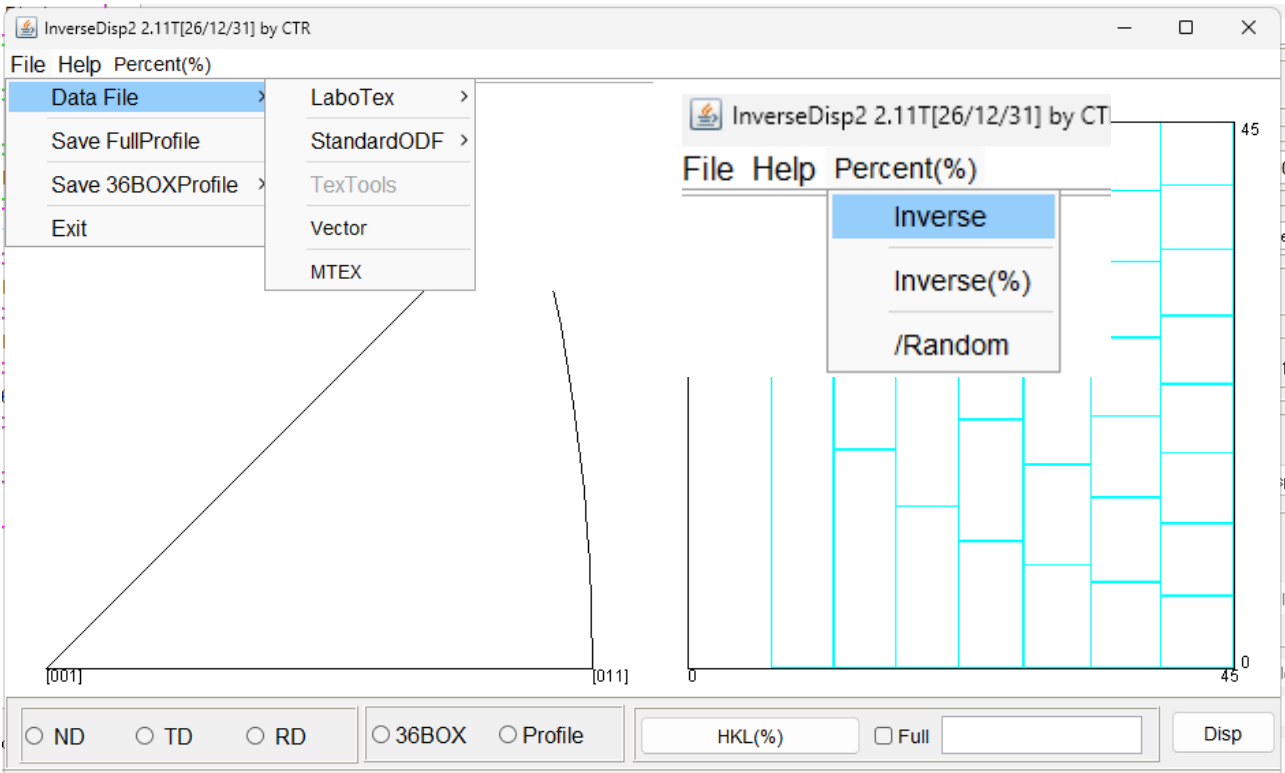 InverseDisp2 2.11T[26/12/31] by CTR
File Help Percent(%)
Data File
Save FullProfile
Save 36BOXProfile
Exit
LaboTex
StandardODF
TexTools
Vector
MTEX
InverseDisp2 2.11T[26/12/31] by CT
File Help Percent(%)
Inverse
Inverse(%)
/Random
45
0
[001]
[011]
0
45
ND
TD
RD
36BOX
Profile
HKL(%)
Full
Disp